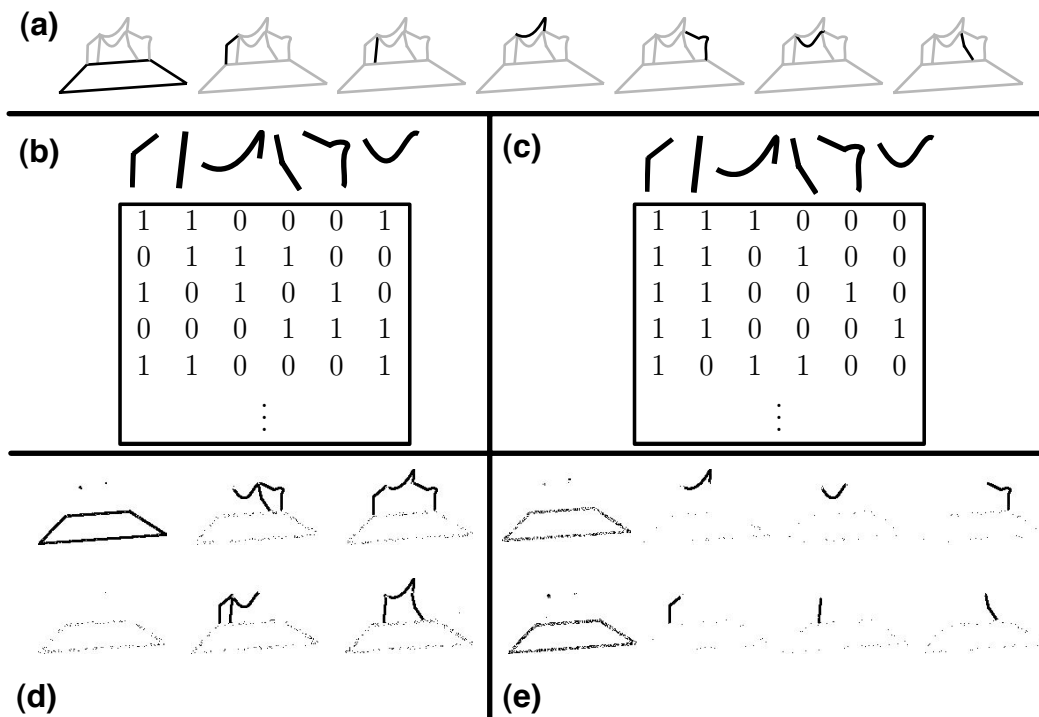 (a)
(b)
1 1 0 0 0 1
0 1 1 1 0 0
1 0 1 0 1 0
0 0 0 1 1 1
1 1 0 0 0 1
⋮
(c)
1 1 1 0 0 0
1 1 0 1 0 0
1 1 0 0 1 0
1 1 0 0 0 1
1 0 1 1 0 0
⋮
(d)
(e)